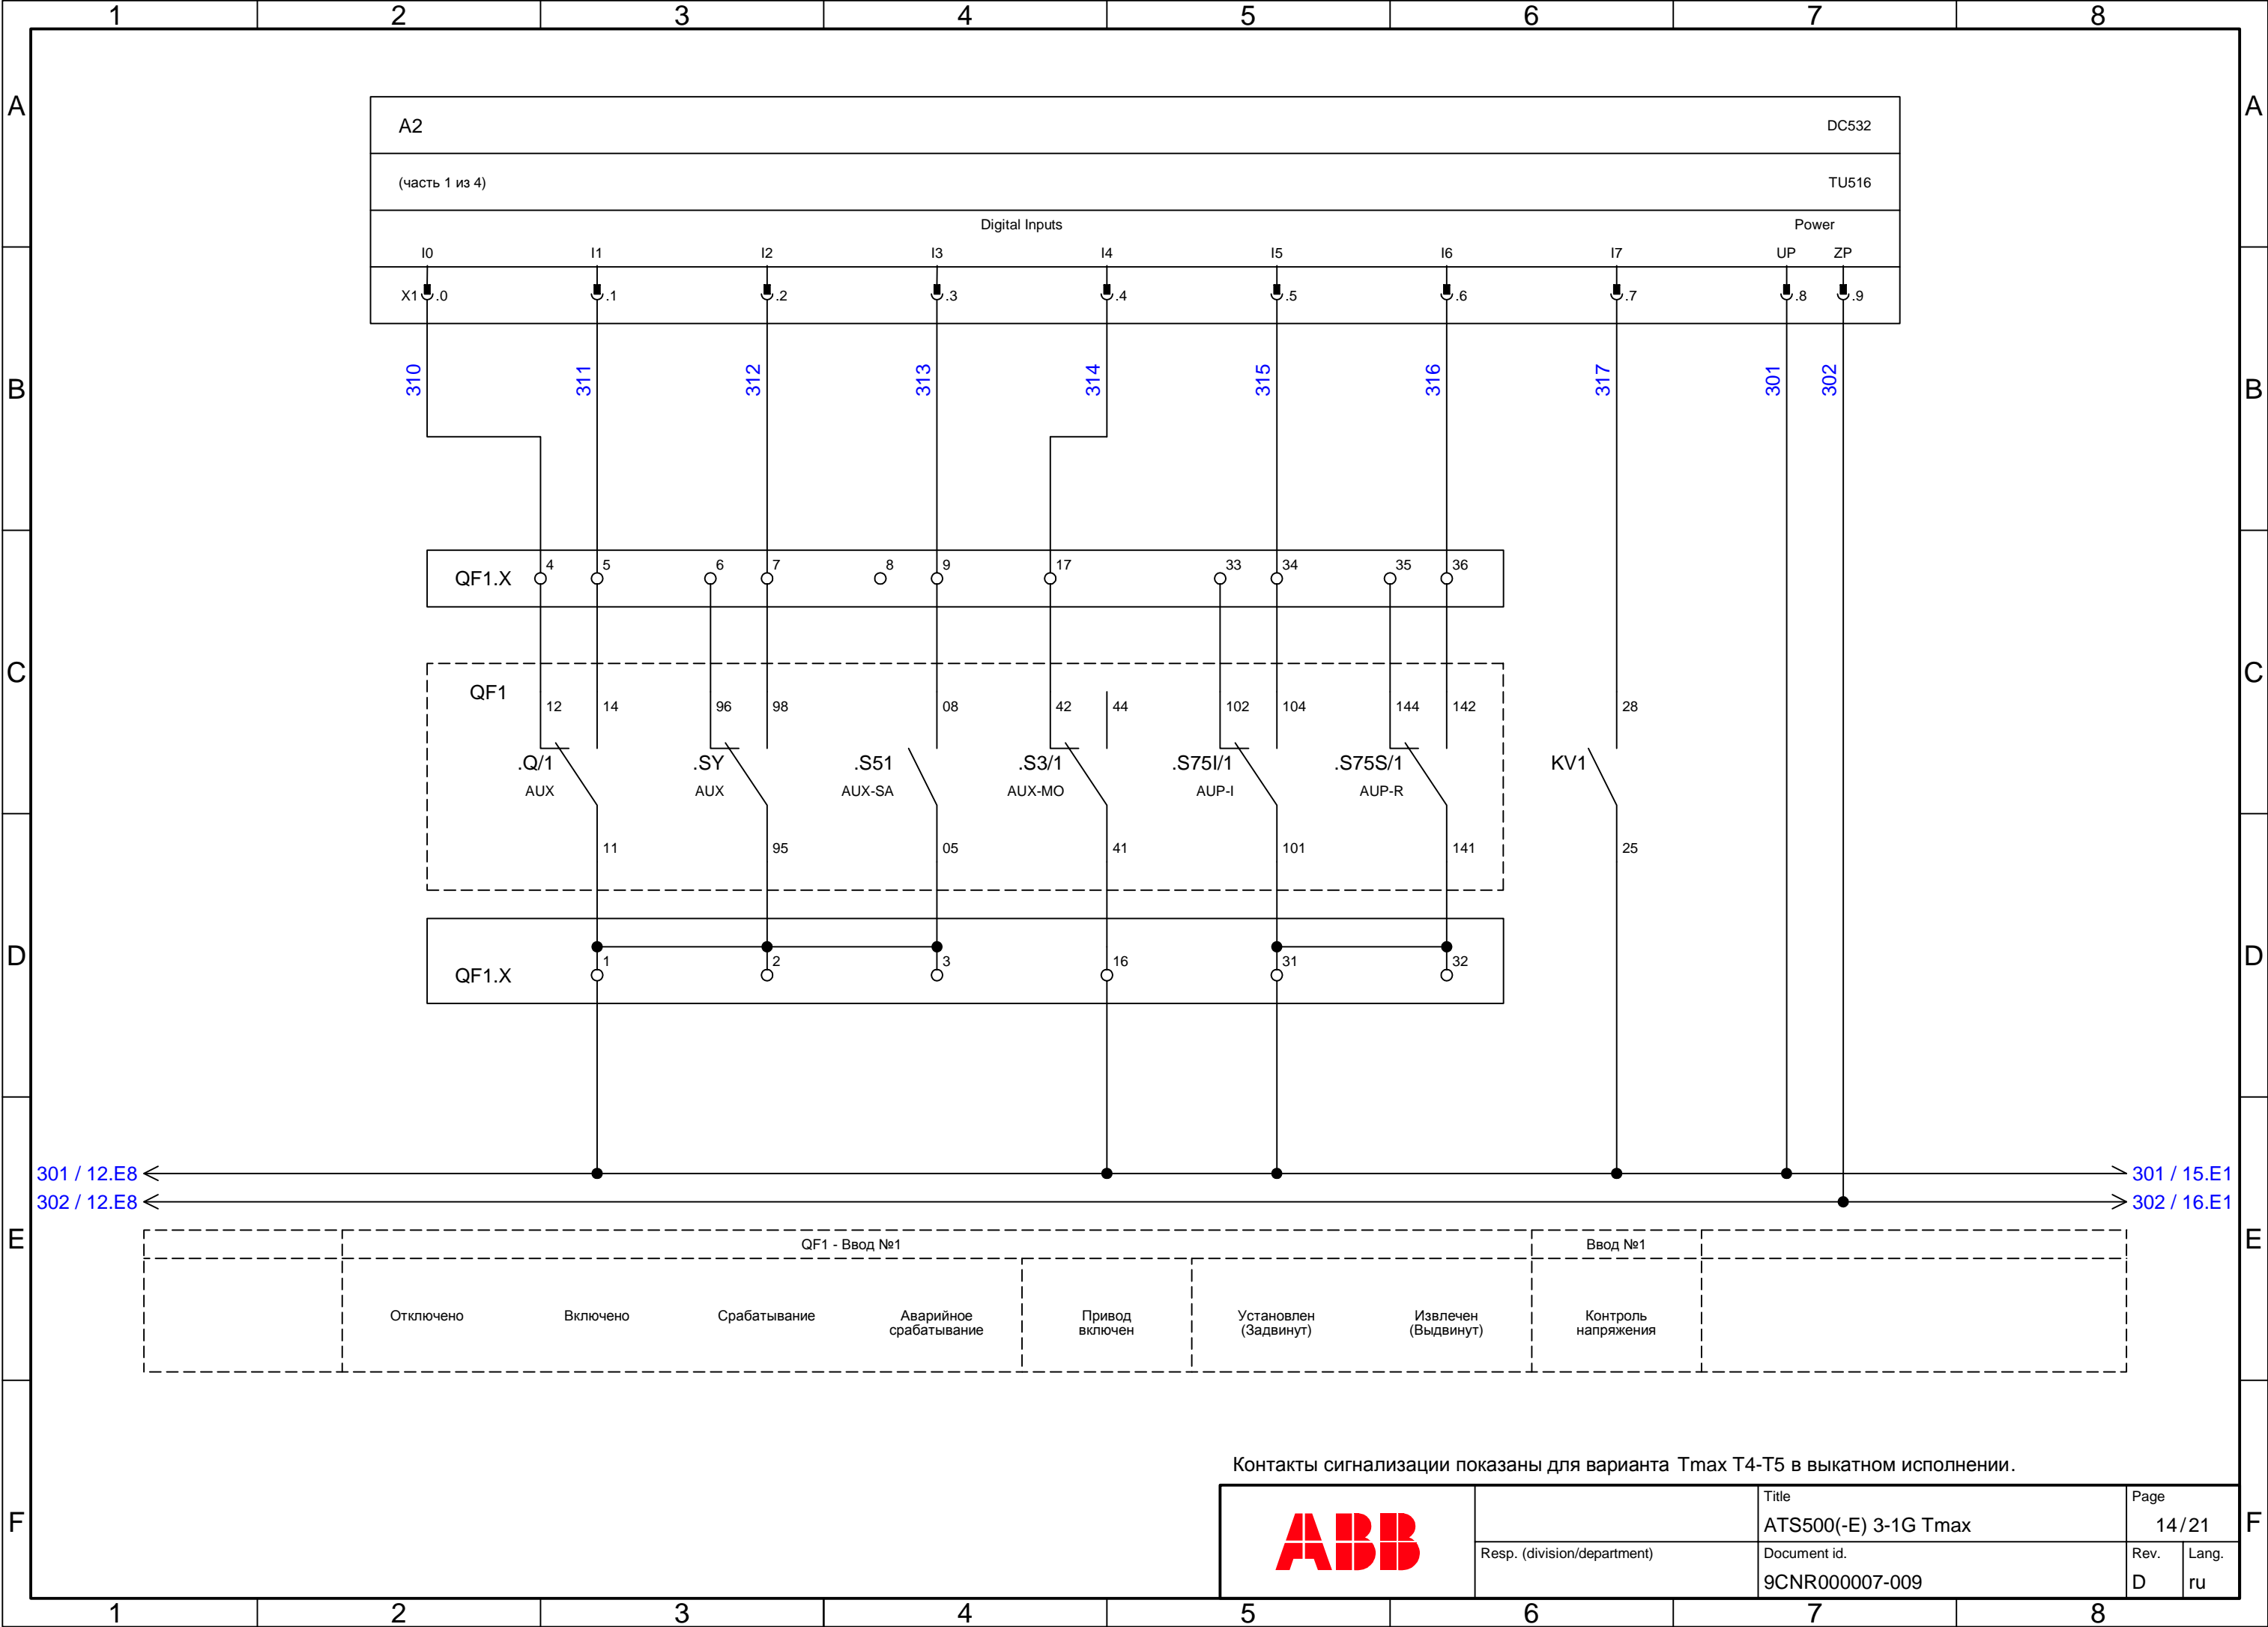 1 2 3 4 5 6 7 8
A A
A2 DC532
(часть 1 из 4) TU516
Digital Inputs Power
I0 I1 I2 I3 I4 I5 I6 I7 UP ZP
X1 .0 .1 .2 .3 .4 .5 .6 .7 .8 .9
310 311 312 313 314 315 316 317 301 302
B B
QF1.X 4 5 6 7 8 9 17 33 34 35 36
C C
QF1
12 14 96 98 08 42 44 102 104 144 142 28
.Q/1 .SY .S51 .S3/1 .S75I/1 .S75S/1 KV1
AUX AUX AUX-SA AUX-MO AUP-I AUP-R
11 95 05 41 101 141 25
D D
QF1.X 1 2 3 16 31 32
301 / 12.E8 301 / 15.E1
302 / 12.E8 302 / 16.E1
E E
QF1 - Ввод №1 Ввод №1
Отключено Включено Срабатывание Аварийное Привод Установлен Извлечен Контроль
срабатывание включен (Задвинут) (Выдвинут) напряжения
Контакты сигнализации показаны для варианта Tmax T4-T5 в выкатном исполнении.
F F
ABB
Title Page
ATS500(-E) 3-1G Tmax 14/21
Resp. (division/department) Document id. Rev. Lang.
9CNR000007-009 D ru
1 2 3 4 5 6 7 8